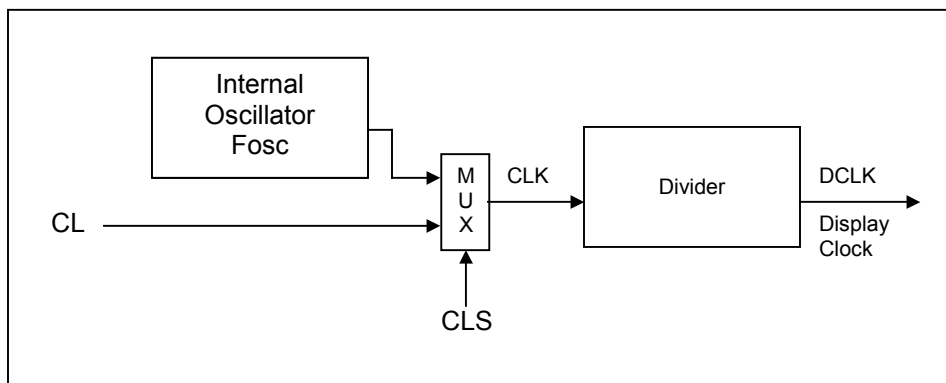 Internal
Oscillator
Fosc
M
U
X
CLK
Divider
DCLK
CL
Display
Clock
CLS